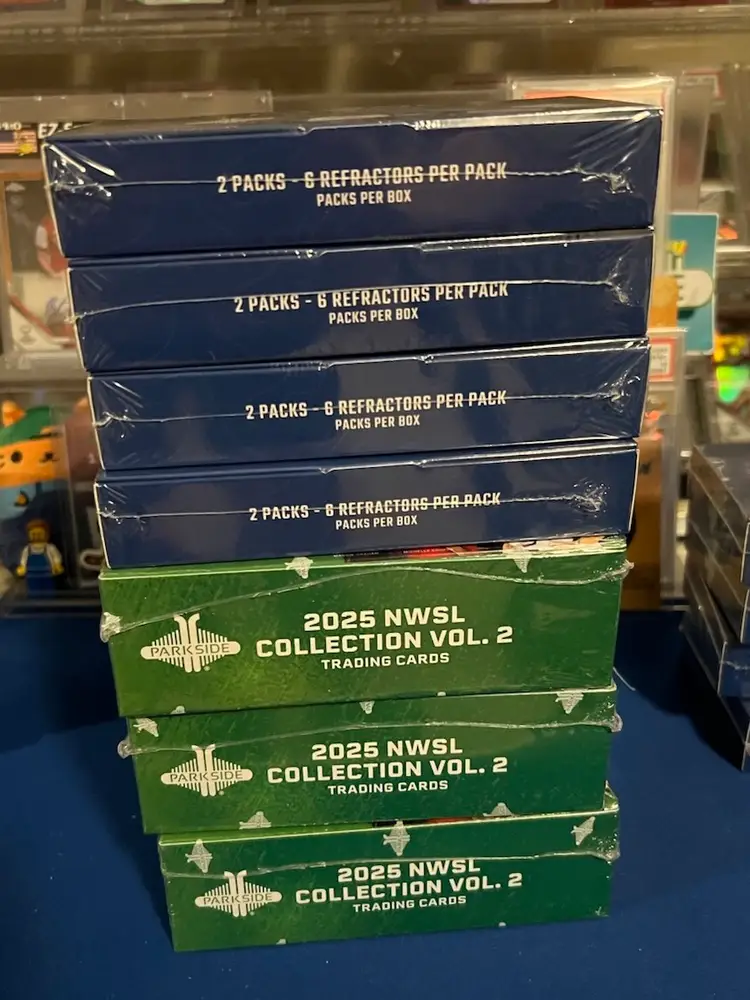 2 PACKS - 6 REFRACTORS PER PACK
PACKS PER BOX
2 PACKS - 6 REFRACTORS PER PACK
PACKS PER BOX
2 PACKS - 6 REFRACTORS PER PACK
PACKS PER BOX
2 PACKS - 6 REFRACTORS PER PACK
PACKS PER BOX
PARKSIDE
2025 NWSL
COLLECTION VOL. 2
TRADING CARDS
PARKSIDE
2025 NWSL
COLLECTION VOL. 2
TRADING CARDS
PARKSIDE
2025 NWSL
COLLECTION VOL. 2
TRADING CARDS